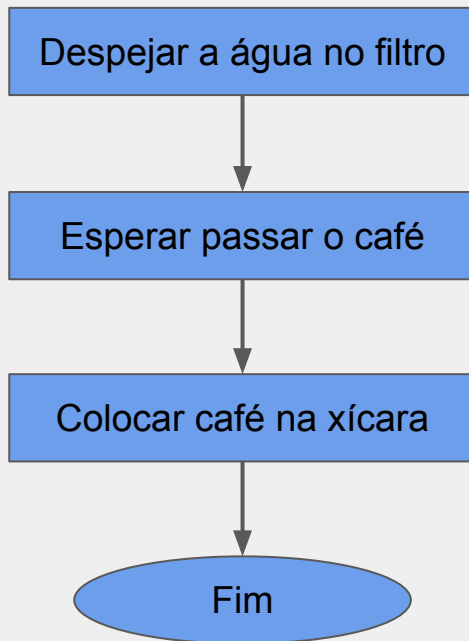 Despejar a água no filtro
Esperar passar o café
Colocar café na xícara
Fim